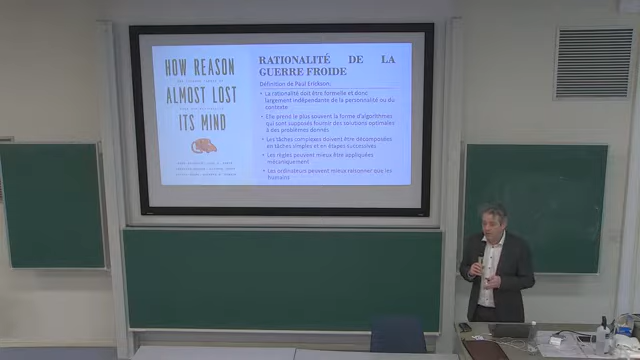 HOW REASON
ALMOST LOST
ITS MIND
RATIONALITÉ DE LA
GUERRE FROIDE
Définition de Paul Erickson:
La rationalité doit être formelle et donc
largement indépendante de la personnalité ou du
contexte
Elle prend le plus souvent la forme d'algorithmes
qui sont supposés fournir des solutions optimales
à des problèmes donnés
Les tâches complexes doivent être décomposées
en tâches simples et en étapes successives
Les règles peuvent mieux être appliquées
mécaniquement
Les ordinateurs peuvent mieux raisonner que les
humains